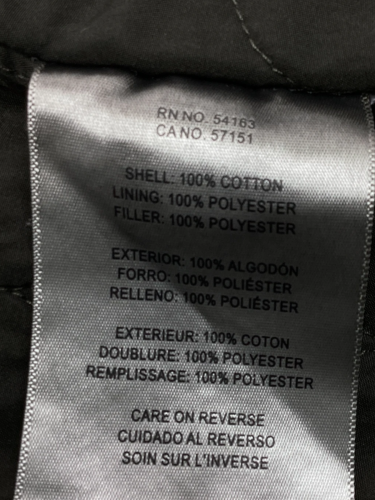 RN NO. 54163
CA NO. 57151
SHELL: 100% COTTON
LINING: 100% POLYESTER
FILLER: 100% POLYESTER
EXTERIOR: 100% ALGODÓN
FORRO: 100% POLIÉSTER
RELLENO: 100% POLIÉSTER
EXTERIEUR: 100% COTON
DOUBLURE: 100% POLYESTER
REMPLISSAGE: 100% POLYESTER
CARE ON REVERSE
CUIDADO AL REVERSO
SOIN SUR L'INVERSE